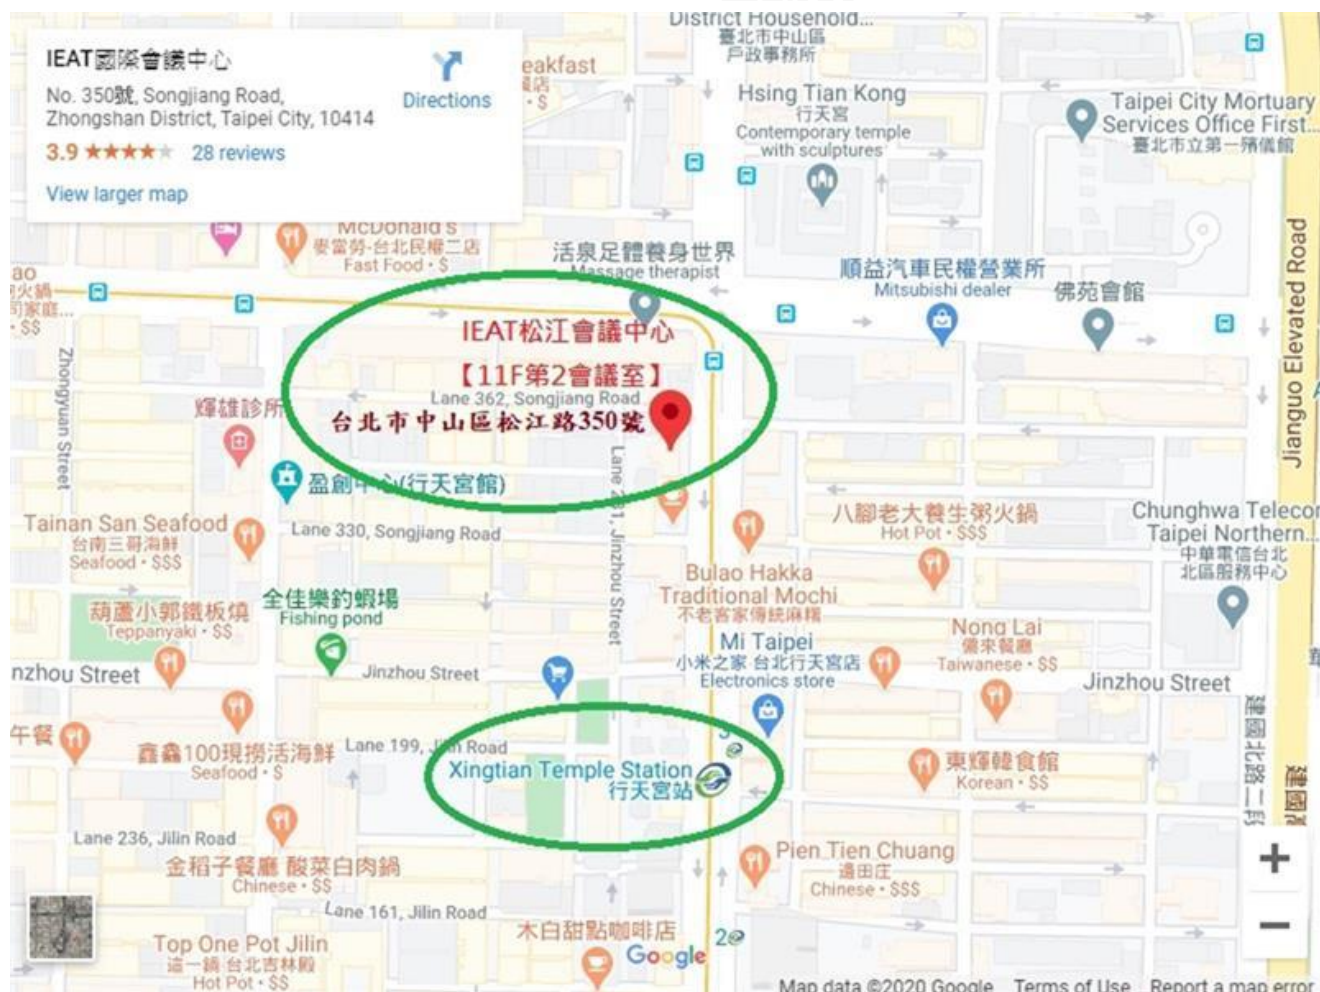 District Household...
臺北市中山區
戶政事務所
IEAT國際會議中心
No. 350號, Songjiang Road,
Zhongshan District, Taipei City, 10414
3.9
28 reviews
View larger map
Directions
eakfast
· $
Hsing Tian Kong
行天宮
Contemporary temple
with sculptures
Taipei City Mortuary
Services Office First...
臺北市立第一殯儀館
McDonald's
麥當勞-台北民權二店
Fast Food · $
活泉足體養身世界
Massage therapist
順益汽車民權營業所
Mitsubishi dealer
佛苑會館
Jianguo Elevated Road
ao
火鍋
司家庭...
· $$
Zhongyuan Street
IEAT松江會議中心
【11F第2會議室】
Lane 362, Songjiang Road
台北市中山區松江路350號
輝雄診所
盈創中心(行天宮館)
Lane 330, Songjiang Road
Jinzhou Street
Tainan San Seafood
台南三哥海鮮
Seafood · $$$
八腳老大養生粥火鍋
Hot Pot · $$$
Chunghwa Telecor
Taipei Northern...
中華電信台北
北區服務中心
Bulao Hakka
Traditional Mochi
不老客家傳統麻糬
葫蘆小郭鐵板燒
Teppanyaki · $$
全佳樂釣蝦場
Fishing pond
Mi Taipei
小米之家 台北行天宮店
Electronics store
Nong Lai
儂來餐廳
Taiwanese · $$
nzhou Street
Jinzhou Street
Jinzhou Street
建國北路二段
午餐
鑫鱻100現撈活海鮮
Seafood · $
Lane 199, Jilin Road
Xingtian Temple Station
行天宮站
東輝韓食館
Korean · $$
Lane 236, Jilin Road
金稻子餐廳 酸菜白肉鍋
Chinese · $$
Pien Tien Chuang
邊田庄
Chinese · $$$
Lane 161, Jilin Road
木白甜點咖啡店
2
Top One Pot Jilin
這一鍋 台北吉林殿
Hot Pot · $$
Google
Map data ©2020 Google
Terms of Use
Report a map error